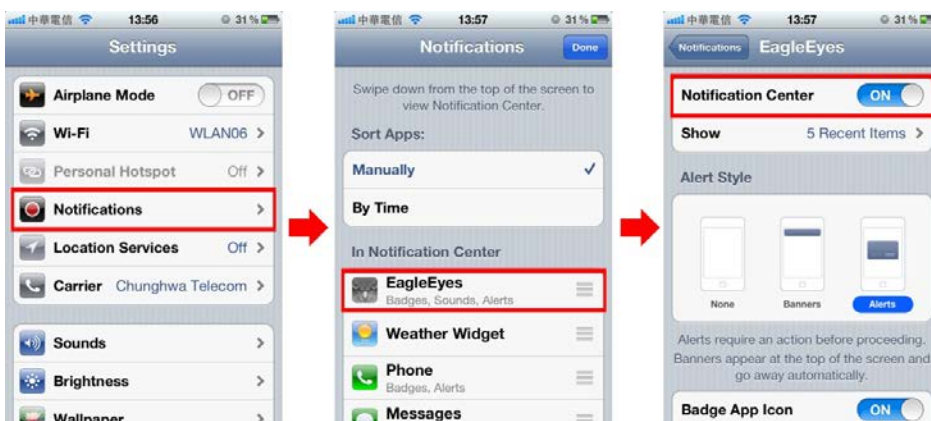 中華電信 13:56 31%
Settings
Airplane Mode OFF
Wi-Fi WLAN06
Personal Hotspot Off
Notifications
Location Services Off
Carrier Chunghwa Telecom
Sounds
Brightness
Wallpaper
中華電信 13:57 31%
Notifications Done
Swipe down from the top of the screen to
view Notification Center.
Sort Apps:
Manually
By Time
In Notification Center
EagleEyes
Badges, Sounds, Alerts
Weather Widget
Phone
Badges, Alerts
Messages
中華電信 13:57 31%
Notifications EagleEyes
Notification Center ON
Show 5 Recent Items
Alert Style
None Banners Alerts
Alerts require an action before proceeding.
Banners appear at the top of the screen and
go away automatically.
Badge App Icon ON